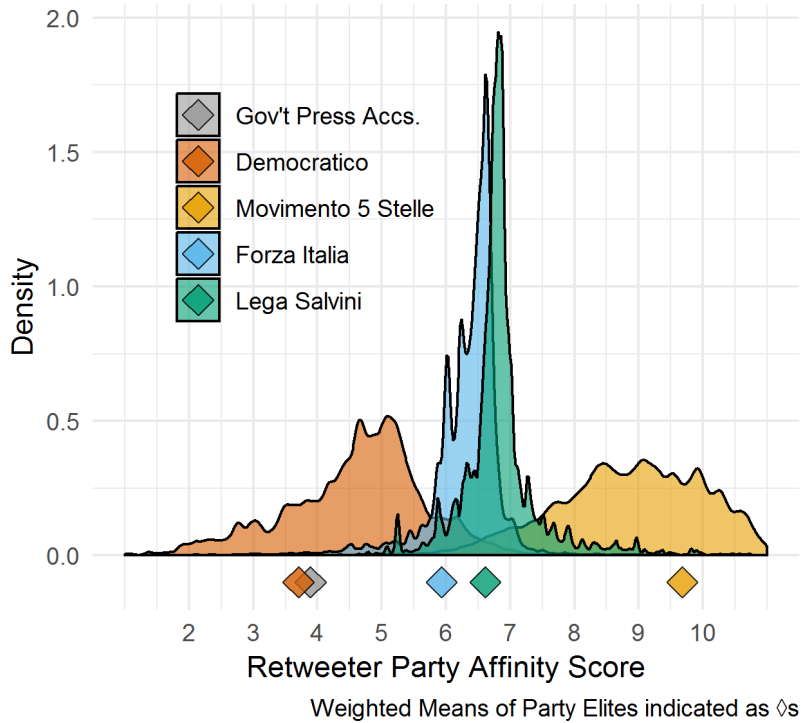 2.0
1.5
1.0
0.5
0.0
Density
Gov't Press Accs.
Democratico
Movimento 5 Stelle
Forza Italia
Lega Salvini
2 3 4 5 6 7 8 9 10
Retweeter Party Affinity Score
Weighted Means of Party Elites indicated as ◊s